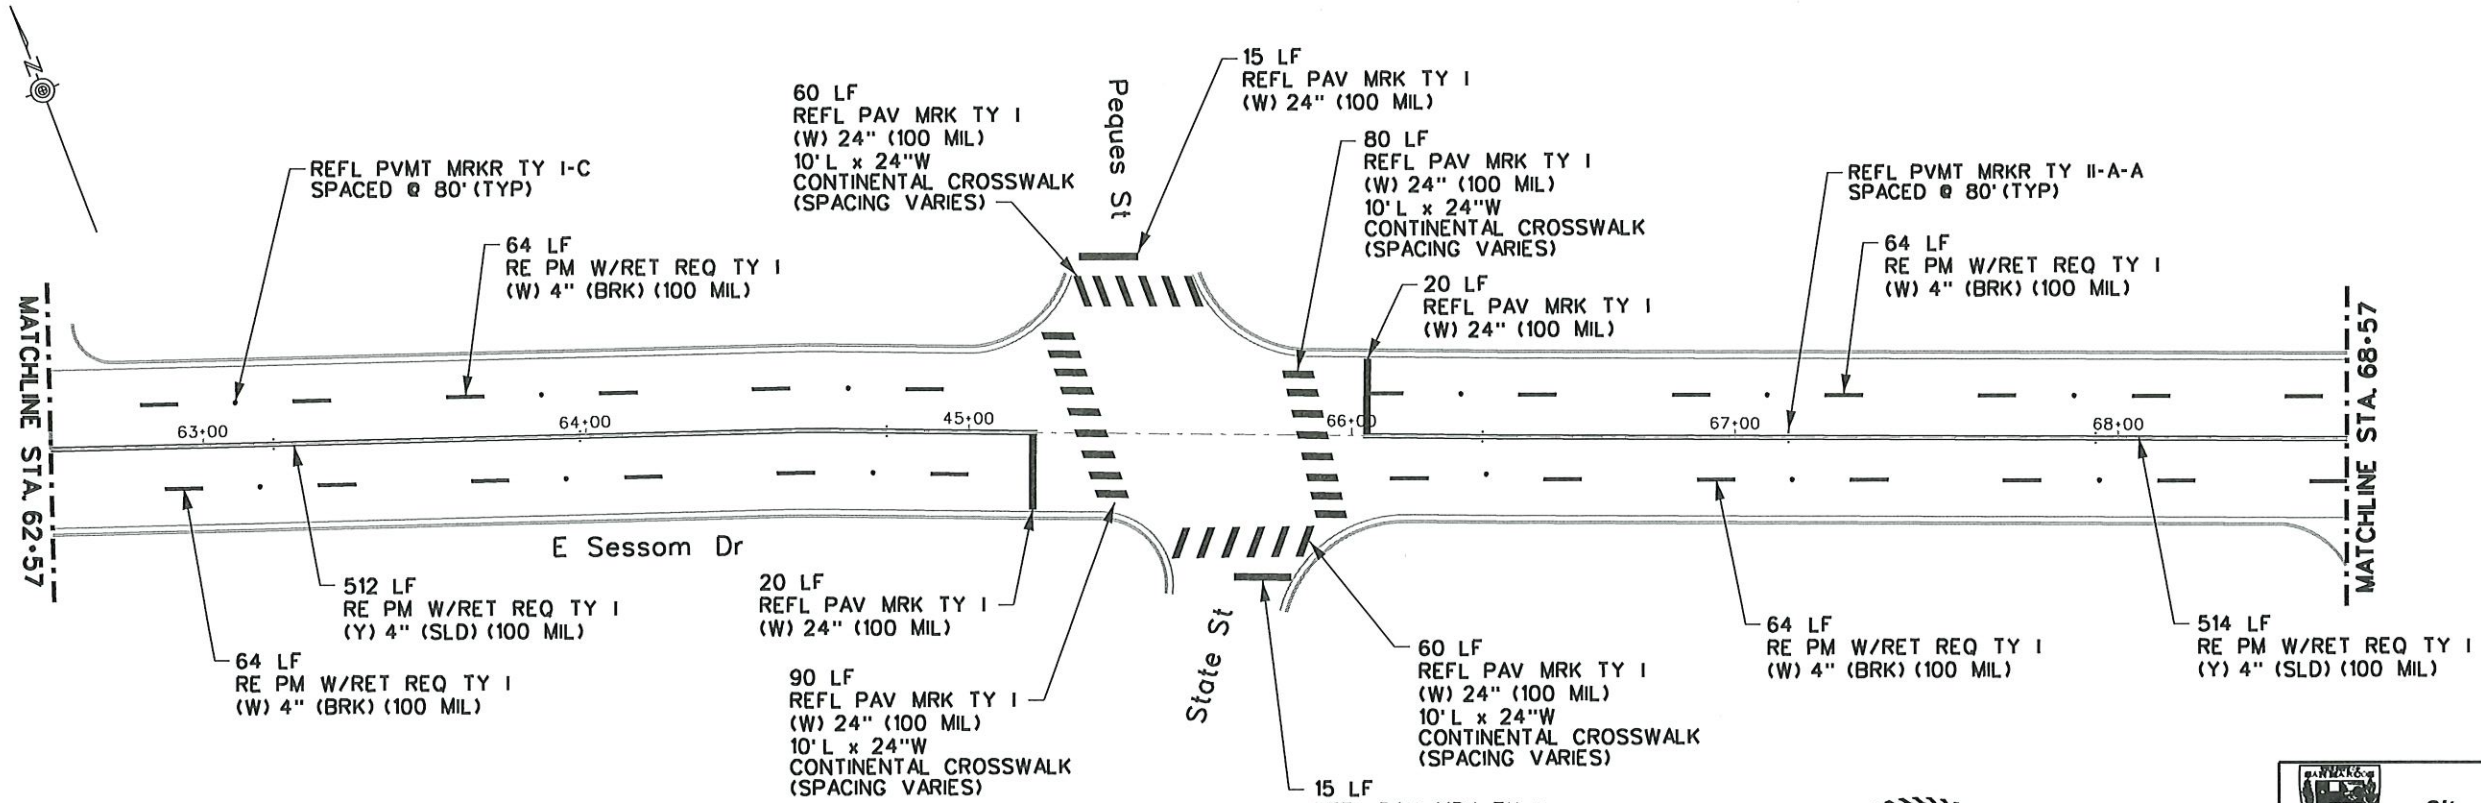 15 LF
REFL PAV MRK TY I
(W) 24" (100 MIL)
60 LF
REFL PAV MRK TY I
(W) 24" (100 MIL)
10' L x 24"W
CONTINENTAL CROSSWALK
(SPACING VARIES)
Peques St
80 LF
REFL PAV MRK TY I
(W) 24" (100 MIL)
10' L x 24"W
CONTINENTAL CROSSWALK
(SPACING VARIES)
N
REFL PVMT MRKR TY I-C
SPACED @ 80' (TYP)
REFL PVMT MRKR TY II-A-A
SPACED @ 80' (TYP)
64 LF
RE PM W/RET REQ TY I
(W) 4" (BRK) (100 MIL)
64 LF
RE PM W/RET REQ TY I
(W) 4" (BRK) (100 MIL)
20 LF
REFL PAV MRK TY I
(W) 24" (100 MIL)
MATCHLINE STA. 62+57
63+00
64+00
45+00
66+00
67+00
68+00
MATCHLINE STA. 68+57
E Sessom Dr
512 LF
RE PM W/RET REQ TY I
(Y) 4" (SLD) (100 MIL)
20 LF
REFL PAV MRK TY I
(W) 24" (100 MIL)
State St
64 LF
RE PM W/RET REQ TY I
(W) 4" (BRK) (100 MIL)
90 LF
REFL PAV MRK TY I
(W) 24" (100 MIL)
10' L x 24"W
CONTINENTAL CROSSWALK
(SPACING VARIES)
60 LF
REFL PAV MRK TY I
(W) 24" (100 MIL)
10' L x 24"W
CONTINENTAL CROSSWALK
(SPACING VARIES)
64 LF
RE PM W/RET REQ TY I
(W) 4" (BRK) (100 MIL)
514 LF
RE PM W/RET REQ TY I
(Y) 4" (SLD) (100 MIL)
15 LF